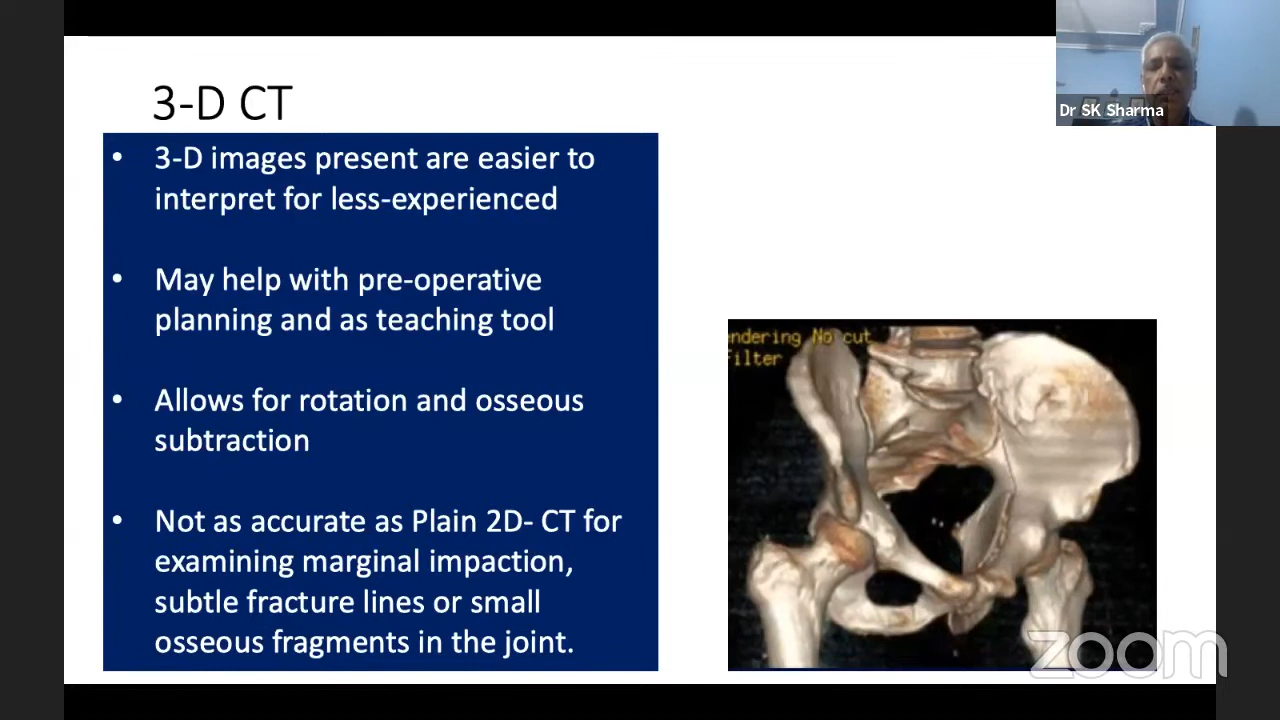 3-D CT
• 3-D images present are easier to
interpret for less-experienced
• May help with pre-operative
planning and as teaching tool
• Allows for rotation and osseous
subtraction
• Not as accurate as Plain 2D- CT for
examining marginal impaction,
subtle fracture lines or small
osseous fragments in the joint.
Dr SK Sharma
endering No cut
Filter
zoom